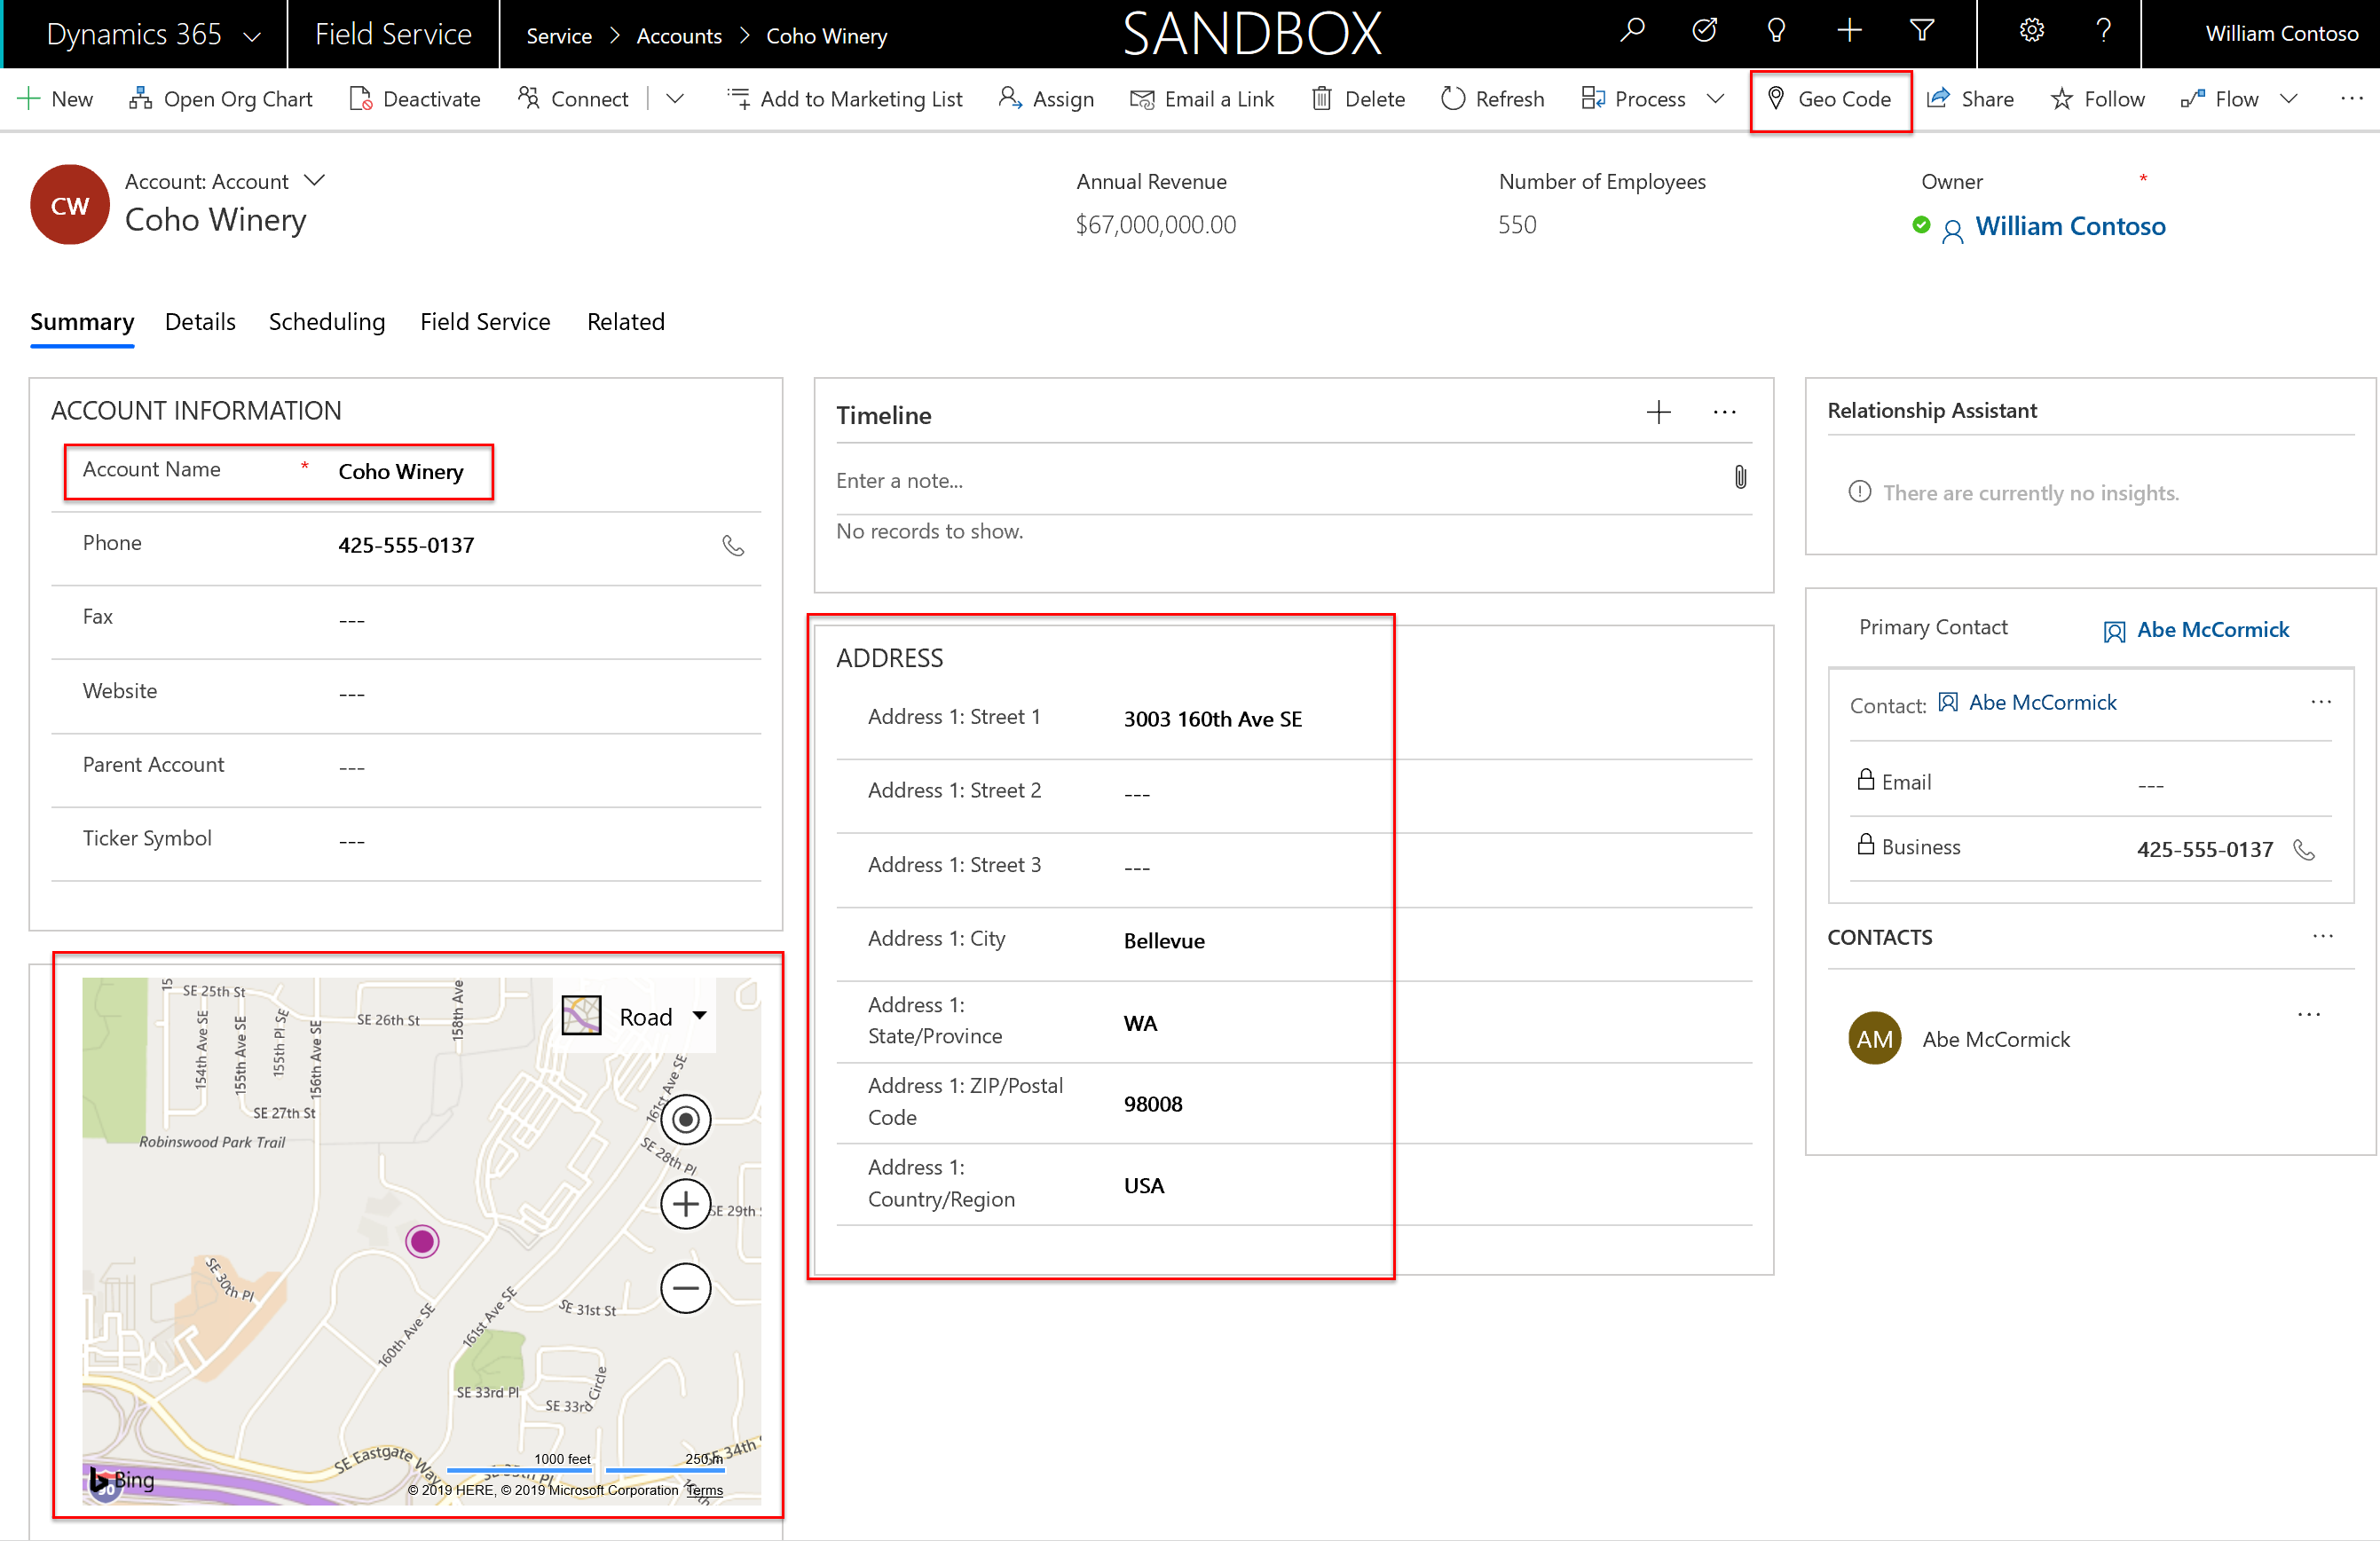 Dynamics 365
Field Service
Service > Accounts > Coho Winery
SANDBOX
William Contoso
New
Open Org Chart
Deactivate
Connect
Add to Marketing List
Assign
Email a Link
Delete
Refresh
Process
Geo Code
Share
Follow
Flow
CW
Account: Account
Coho Winery
Annual Revenue
$67,000,000.00
Number of Employees
550
Owner *
William Contoso
Summary
Details
Scheduling
Field Service
Related
ACCOUNT INFORMATION
Account Name * Coho Winery
Phone 425-555-0137
Fax ---
Website ---
Parent Account ---
Ticker Symbol ---
SE 25th St
SE 26th St
154th Ave SE
155th Ave SE
155th Pl SE
156th Ave SE
158th Ave
Road
SE 27th St
Robinswood Park Trail
161st Ave SE
SE 28th Pl
SE 29th
SE 30th Pl
160th Ave SE
161st Ave SE
SE 31st St
SE 33rd Pl
SE 33rd Circle
SE Eastgate Way
SE 34th
SE 35th Pl
1000 feet
250 m
90
Bing
© 2019 HERE, © 2019 Microsoft Corporation Terms
Timeline
Enter a note...
No records to show.
ADDRESS
Address 1: Street 1 3003 160th Ave SE
Address 1: Street 2 ---
Address 1: Street 3 ---
Address 1: City Bellevue
Address 1:
State/Province WA
Address 1: ZIP/Postal
Code 98008
Address 1:
Country/Region USA
Relationship Assistant
There are currently no insights.
Primary Contact Abe McCormick
Contact: Abe McCormick
Email ---
Business 425-555-0137
CONTACTS
AM Abe McCormick